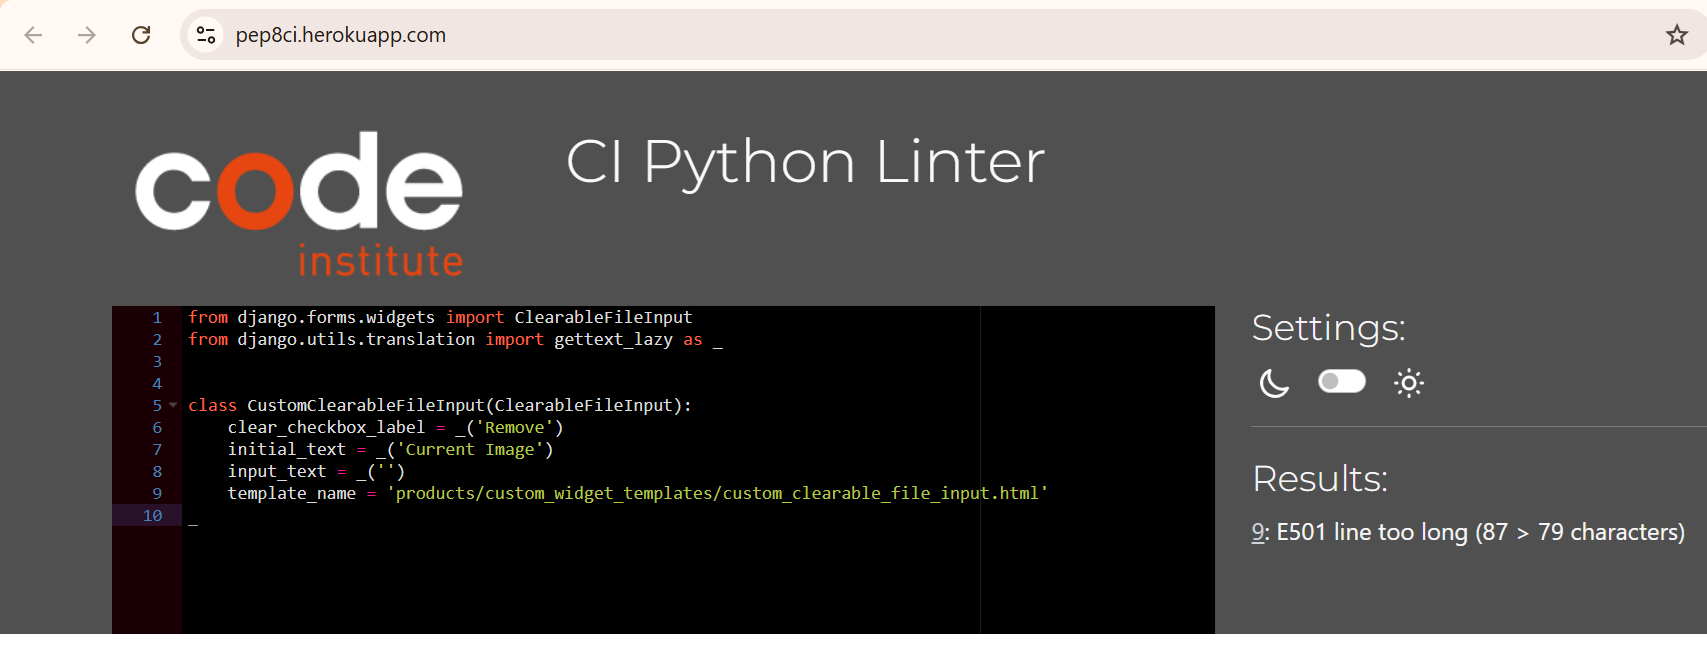 pep8ci.herokuapp.com
code
institute
CI Python Linter
1 from django.forms.widgets import ClearableFileInput
2 from django.utils.translation import gettext_lazy as _
3
4
5 class CustomClearableFileInput(ClearableFileInput):
6     clear_checkbox_label = _('Remove')
7     initial_text = _('Current Image')
8     input_text = _('')
9     template_name = 'products/custom_widget_templates/custom_clearable_file_input.html'
10
Settings:
Results:
9: E501 line too long (87 > 79 characters)